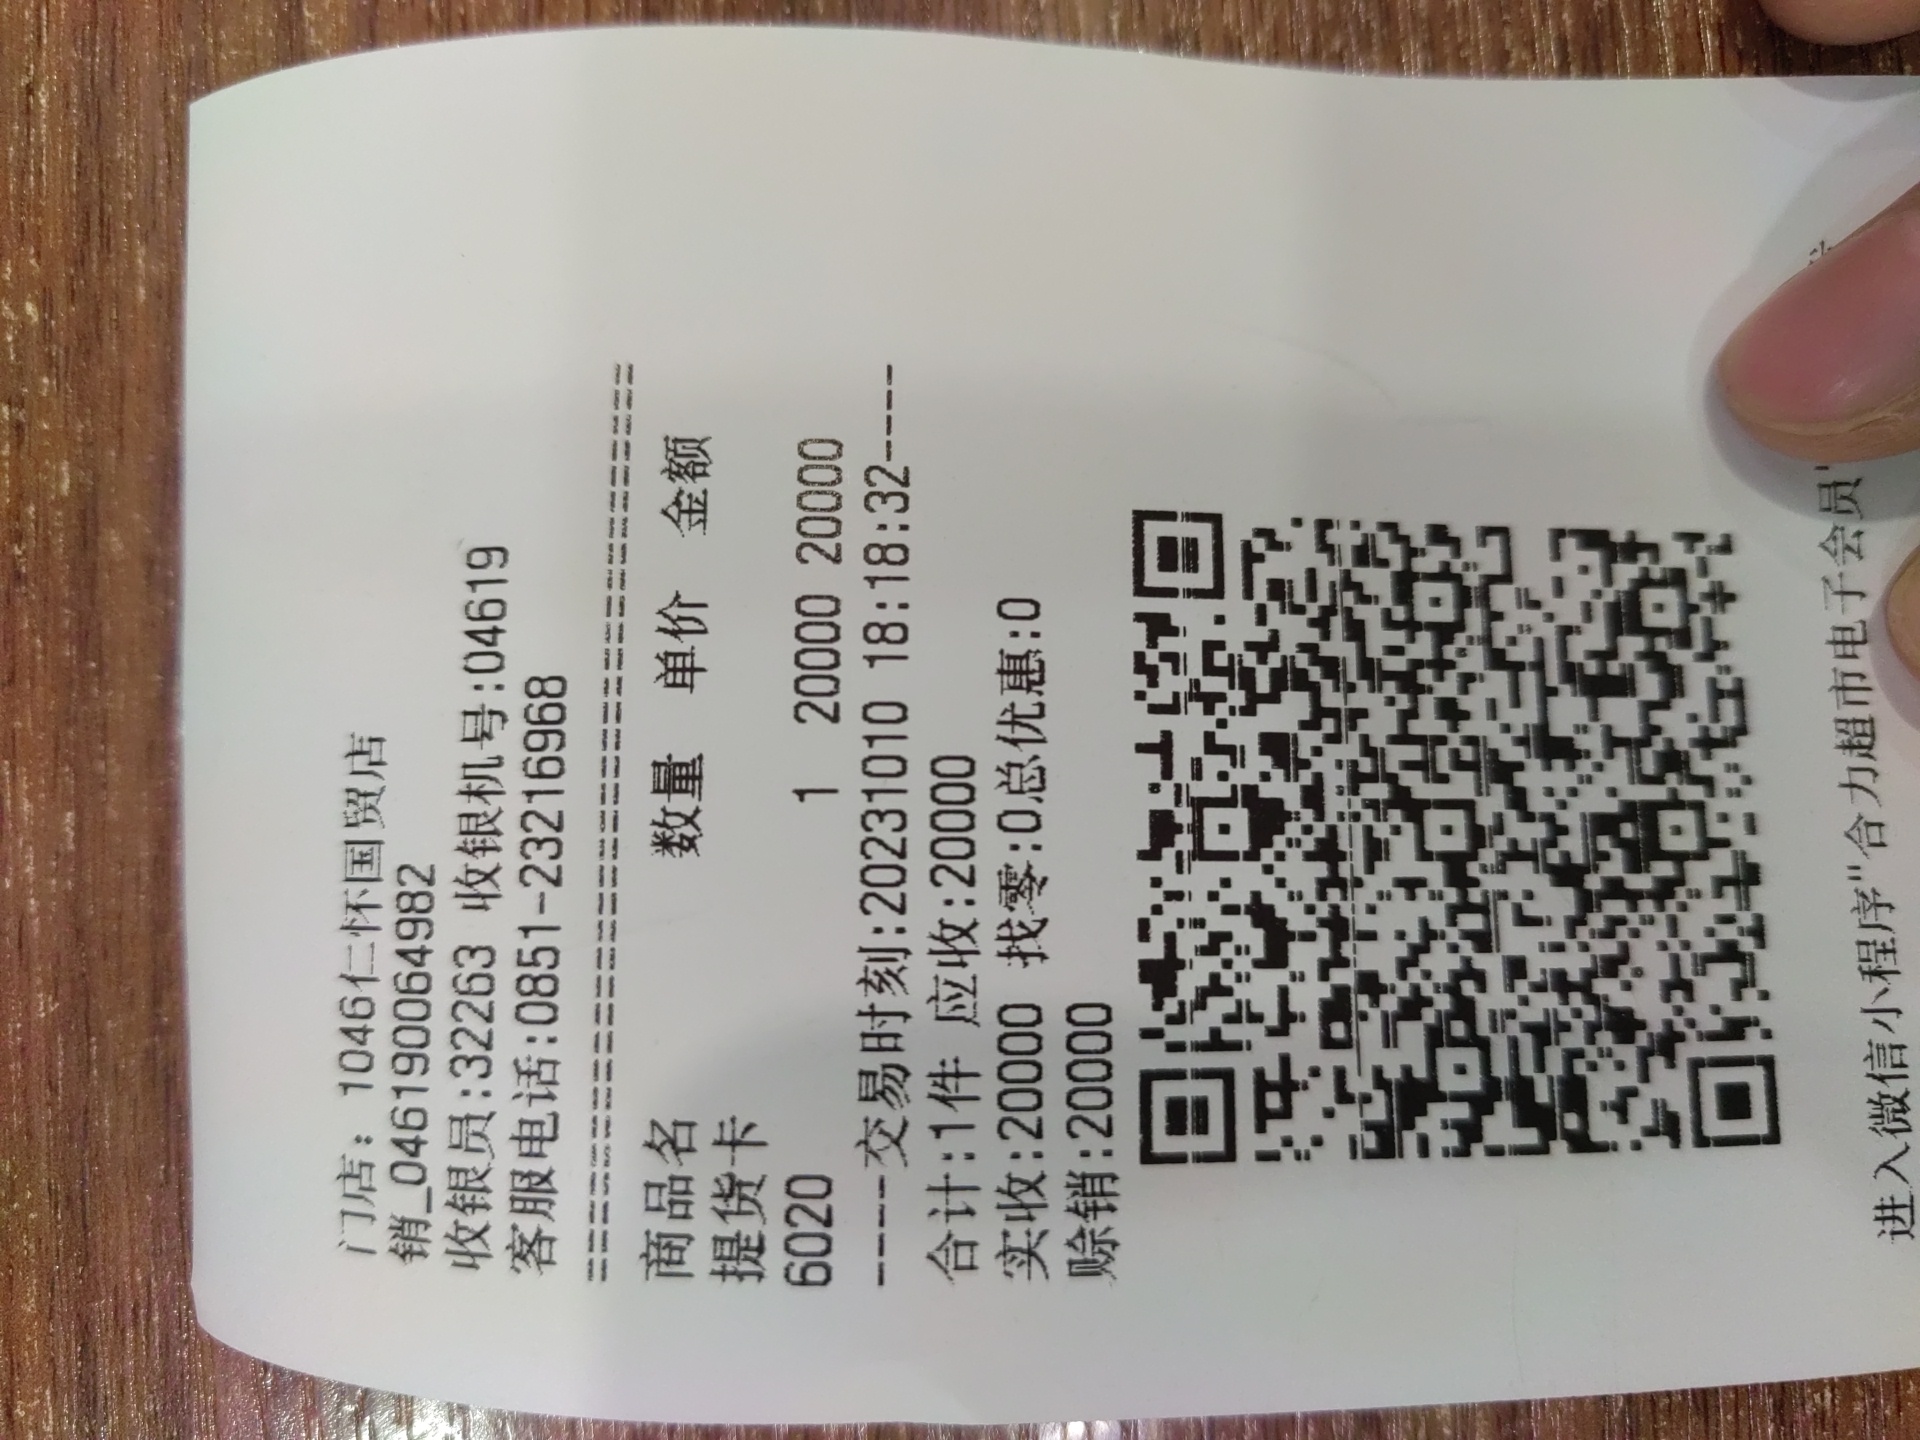 门店: 1046仁怀国贸店
销_0461900064982
收银员:32263 收银机号:04619
客服电话:0851-23216968
==============================
商品名 数量 单价 金额
提货卡
6020 1 20000 20000
----交易时刻:20231010 18:18:32----
合计:1件 应收:20000
实收:20000 找零:0总优惠:0
赊销:20000
进入微信小程序"合力超市电子会员